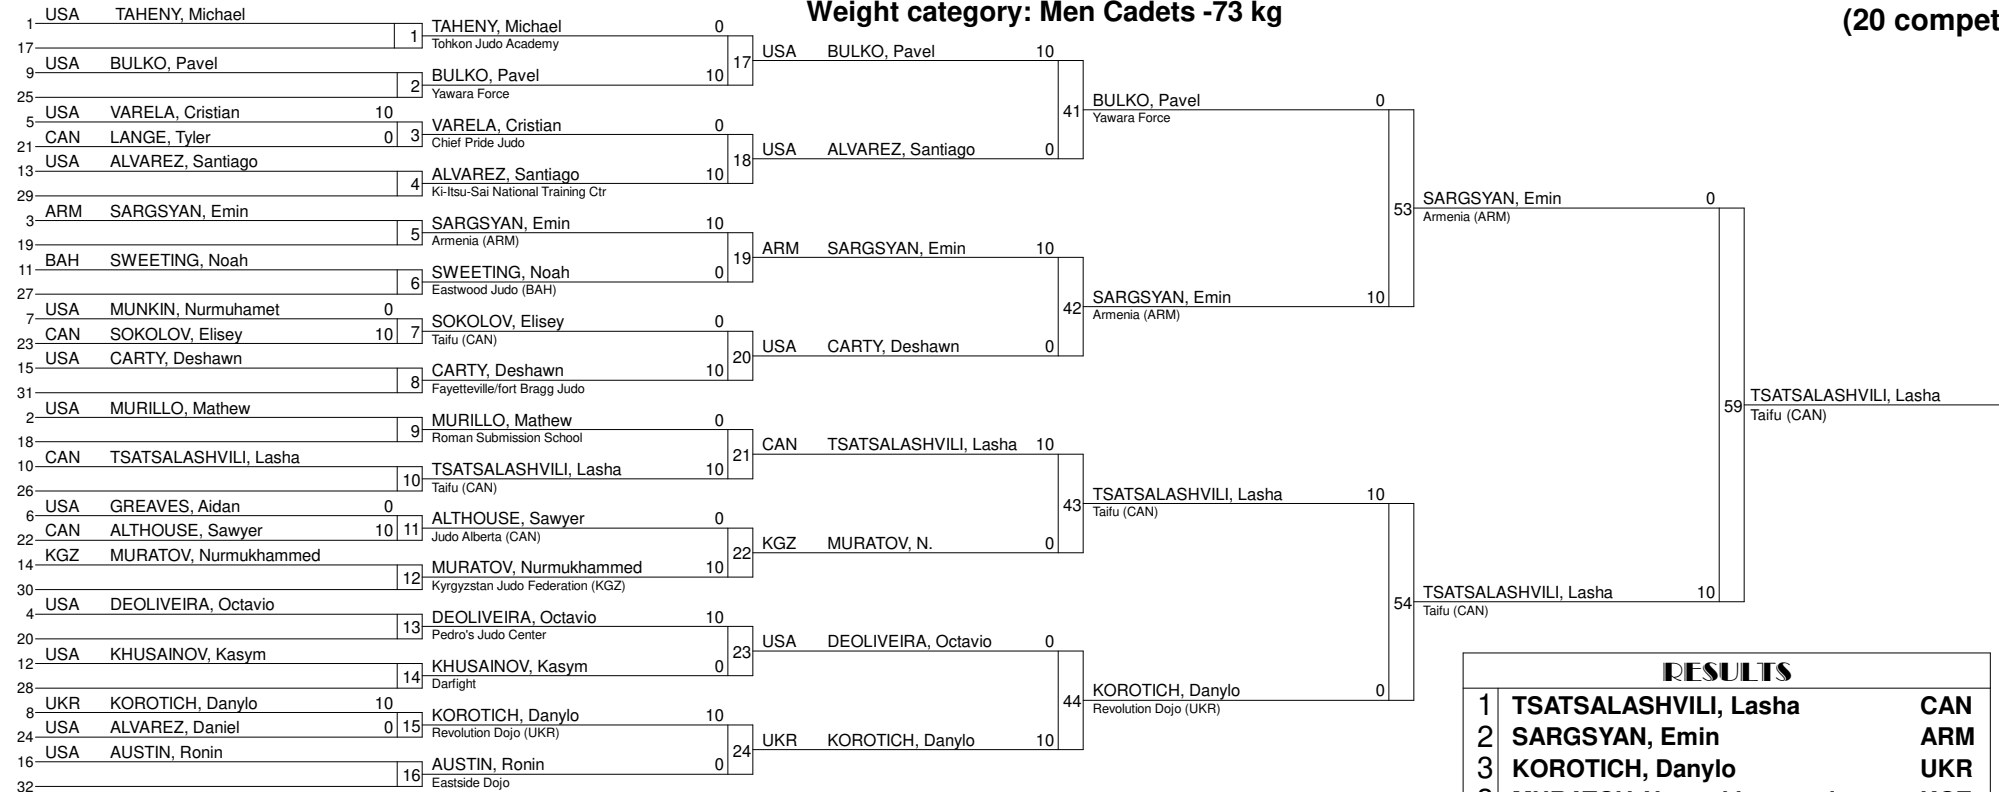 Weight category: Men Cadets -73 kg
(20 compet
1 USA TAHENY, Michael
17
1
9 USA BULKO, Pavel
25
2
5 USA VARELA, Cristian 10
21 CAN LANGE, Tyler 0
3
13 USA ALVAREZ, Santiago
29
4
3 ARM SARGSYAN, Emin
19
5
11 BAH SWEETING, Noah
27
6
7 USA MUNKIN, Nurmuhamet 0
23 CAN SOKOLOV, Elisey 10
7
15 USA CARTY, Deshawn
31
8
2 USA MURILLO, Mathew
18
9
10 CAN TSATSALASHVILI, Lasha
26
10
6 USA GREAVES, Aidan 0
22 CAN ALTHOUSE, Sawyer 10
11
14 KGZ MURATOV, Nurmukhammed
30
12
4 USA DEOLIVEIRA, Octavio
20
13
12 USA KHUSAINOV, Kasym
28
14
8 UKR KOROTICH, Danylo 10
24 USA ALVAREZ, Daniel 0
15
16 USA AUSTIN, Ronin
32
16
TAHENY, Michael 0
Tohkon Judo Academy
17
BULKO, Pavel 10
Yawara Force
VARELA, Cristian 0
Chief Pride Judo
18
ALVAREZ, Santiago 10
Ki-Itsu-Sai National Training Ctr
SARGSYAN, Emin 10
Armenia (ARM)
19
SWEETING, Noah 0
Eastwood Judo (BAH)
SOKOLOV, Elisey 0
Taifu (CAN)
20
CARTY, Deshawn 10
Fayetteville/fort Bragg Judo
MURILLO, Mathew 0
Roman Submission School
21
TSATSALASHVILI, Lasha 10
Taifu (CAN)
ALTHOUSE, Sawyer 0
Judo Alberta (CAN)
22
MURATOV, Nurmukhammed 10
Kyrgyzstan Judo Federation (KGZ)
DEOLIVEIRA, Octavio 10
Pedro's Judo Center
23
KHUSAINOV, Kasym 0
Darfight
KOROTICH, Danylo 10
Revolution Dojo (UKR)
24
AUSTIN, Ronin 0
Eastside Dojo
USA BULKO, Pavel 10
41
USA ALVAREZ, Santiago 0
ARM SARGSYAN, Emin 10
42
USA CARTY, Deshawn 0
CAN TSATSALASHVILI, Lasha 10
43
KGZ MURATOV, N. 0
USA DEOLIVEIRA, Octavio 0
44
UKR KOROTICH, Danylo 10
BULKO, Pavel 0
Yawara Force
53
SARGSYAN, Emin 10
Armenia (ARM)
TSATSALASHVILI, Lasha 10
Taifu (CAN)
54
KOROTICH, Danylo 0
Revolution Dojo (UKR)
SARGSYAN, Emin 0
Armenia (ARM)
59
TSATSALASHVILI, Lasha 10
Taifu (CAN)
TSATSALASHVILI, Lasha
Taifu (CAN)
RESULTS
1 TSATSALASHVILI, Lasha CAN
2 SARGSYAN, Emin ARM
3 KOROTICH, Danylo UKR